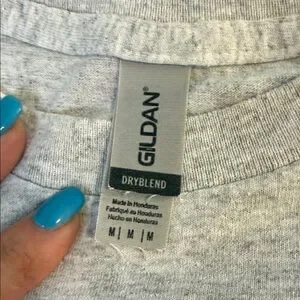 GILDAN
DRYBLEND
Made in Honduras
Fabriqué au Honduras
Hecho en Honduras
M | M | M